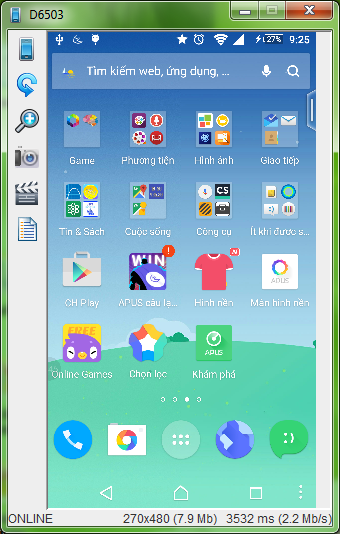 D6503
27% 9:25
Tìm kiếm web, ứng dụng, ...
Game Phương tiện Hình ảnh Giao tiếp
CS
Tin & Sách Cuộc sống Công cụ Ít khi được s...
WIN
CH Play APUS câu lạ... Hình nền Màn hình nền
FREE
APUS
Online Games Chọn lọc Khám phá
ONLINE 270x480 (7.9 Mb) 3532 ms (2.2 Mb/s)